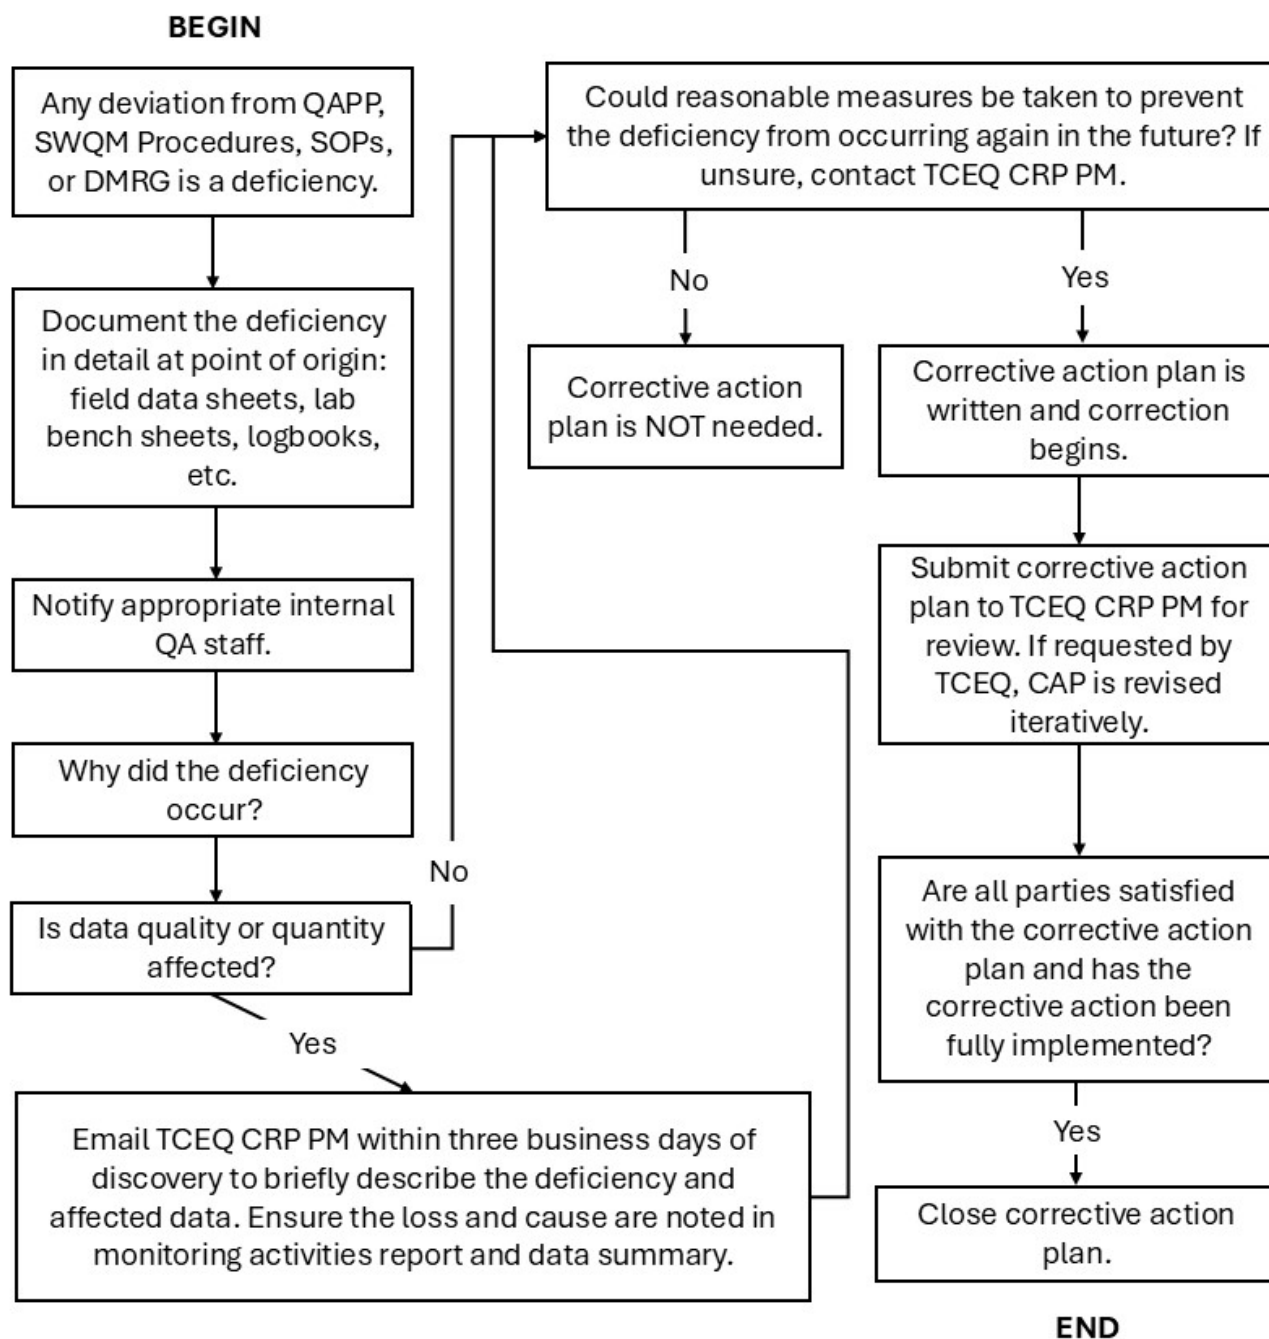 BEGIN
Any deviation from QAPP,
SWQM Procedures, SOPs,
or DMRG is a deficiency.
Document the deficiency
in detail at point of origin:
field data sheets, lab
bench sheets, logbooks,
etc.
Notify appropriate internal
QA staff.
Why did the deficiency
occur?
Is data quality or quantity
affected?
No
Yes
Email TCEQ CRP PM within three business days of
discovery to briefly describe the deficiency and
affected data. Ensure the loss and cause are noted in
monitoring activities report and data summary.
Could reasonable measures be taken to prevent
the deficiency from occurring again in the future? If
unsure, contact TCEQ CRP PM.
No
Yes
Corrective action
plan is NOT needed.
Corrective action plan is
written and correction
begins.
Submit corrective action
plan to TCEQ CRP PM for
review. If requested by
TCEQ, CAP is revised
iteratively.
Are all parties satisfied
with the corrective action
plan and has the
corrective action been
fully implemented?
Yes
Close corrective action
plan.
END